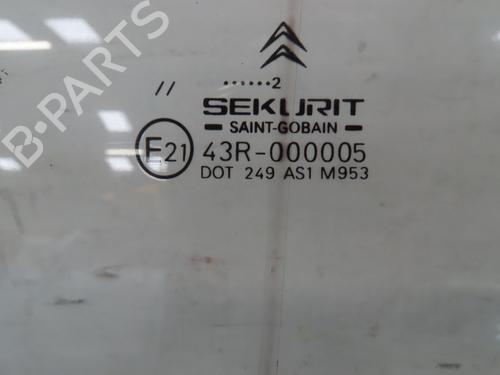 // ......2
SEKURIT
SAINT-GOBAIN
E21 43R-000005
DOT 249 AS1 M953
B-PARTS